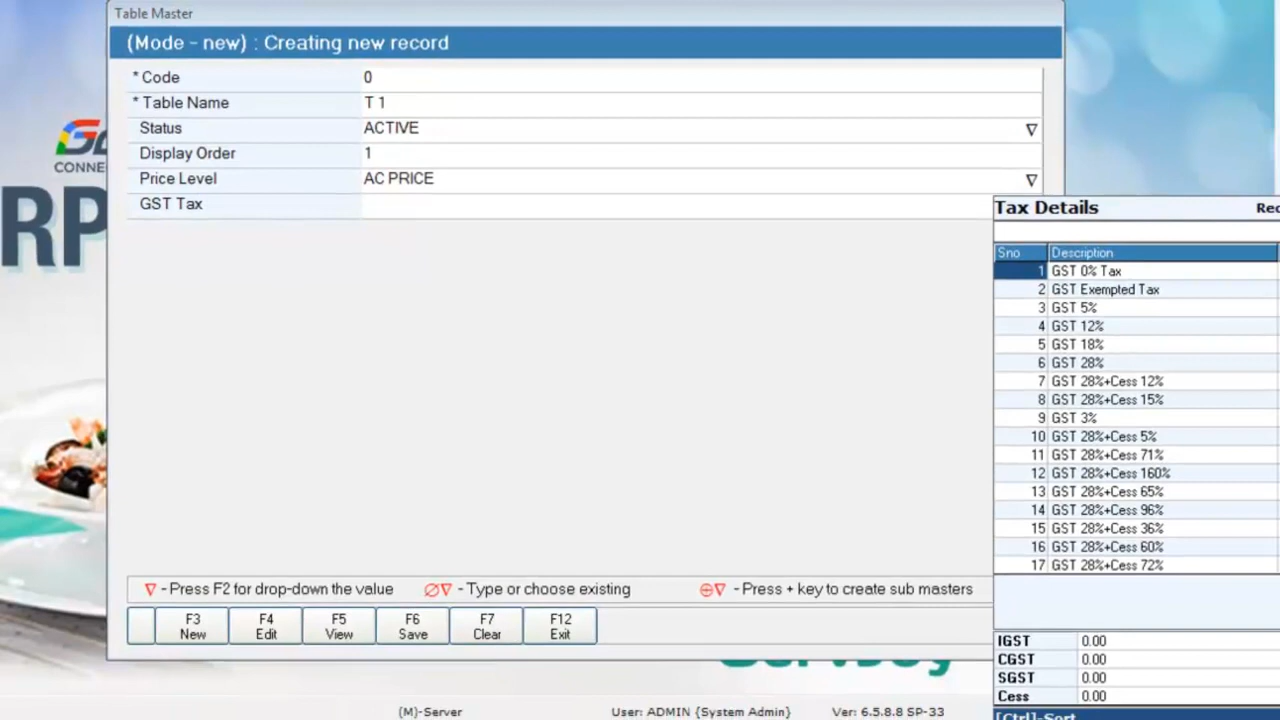 Table Master
(Mode - new) : Creating new record
* Code 0
* Table Name T 1
Status ACTIVE
Display Order 1
Price Level AC PRICE
GST Tax
CONNE
RP
Tax Details Rec
Sno Description
1 GST 0% Tax
2 GST Exempted Tax
3 GST 5%
4 GST 12%
5 GST 18%
6 GST 28%
7 GST 28%+Cess 12%
8 GST 28%+Cess 15%
9 GST 3%
10 GST 28%+Cess 5%
11 GST 28%+Cess 71%
12 GST 28%+Cess 160%
13 GST 28%+Cess 65%
14 GST 28%+Cess 96%
15 GST 28%+Cess 36%
16 GST 28%+Cess 60%
17 GST 28%+Cess 72%
- Press F2 for drop-down the value - Type or choose existing - Press + key to create sub masters
F3 New F4 Edit F5 View F6 Save F7 Clear F12 Exit
IGST 0.00
CGST 0.00
SGST 0.00
Cess 0.00
[Ctrl]-Sort
(M)-Server User: ADMIN {System Admin} Ver: 6.5.8.8 SP-33